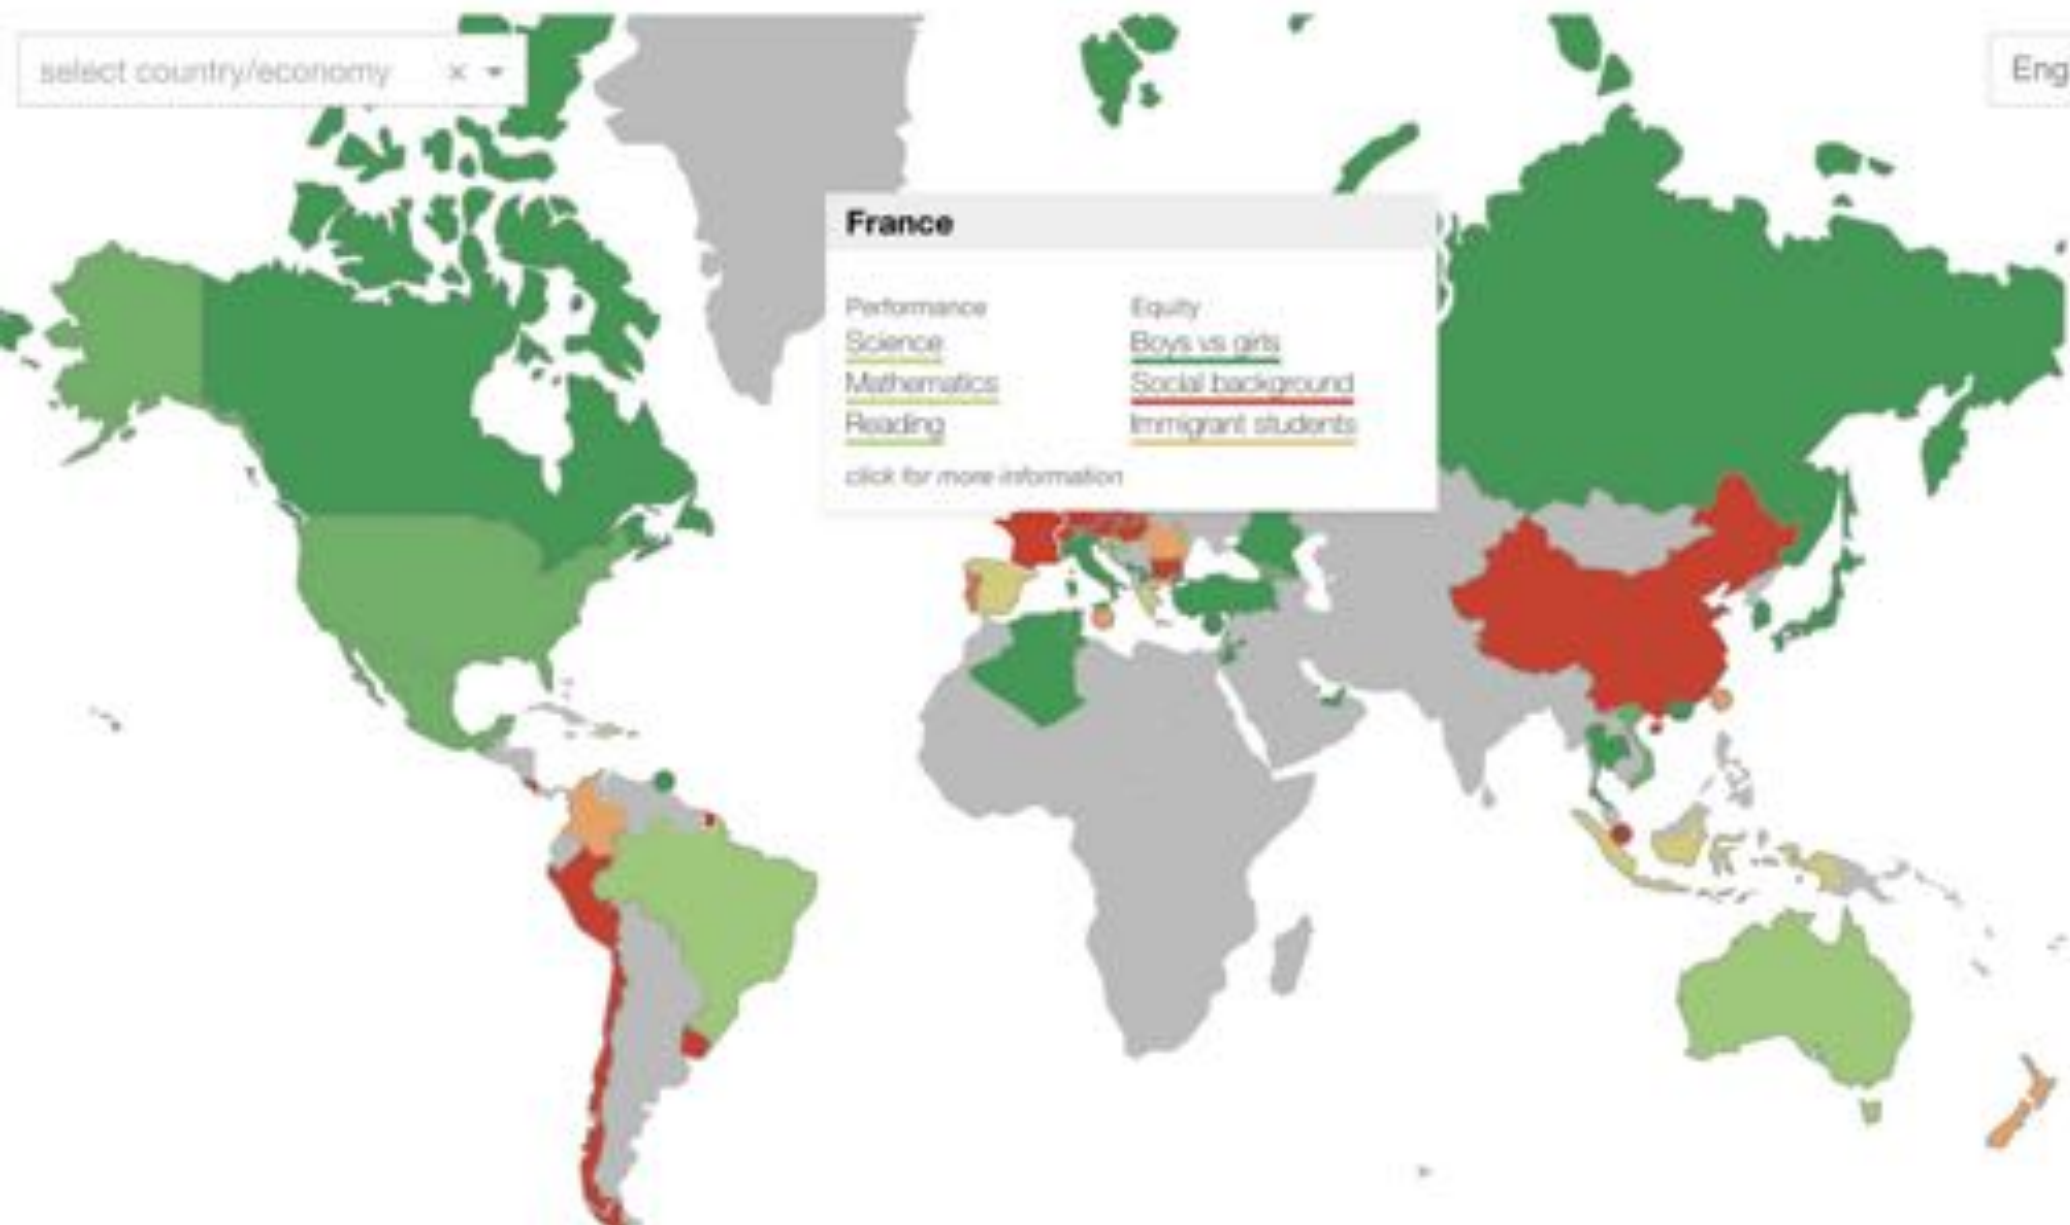 select country/economy
Eng
France
Performance
Equity
Science
Boys vs girls
Mathematics
Social background
Reading
Immigrant students
click for more information